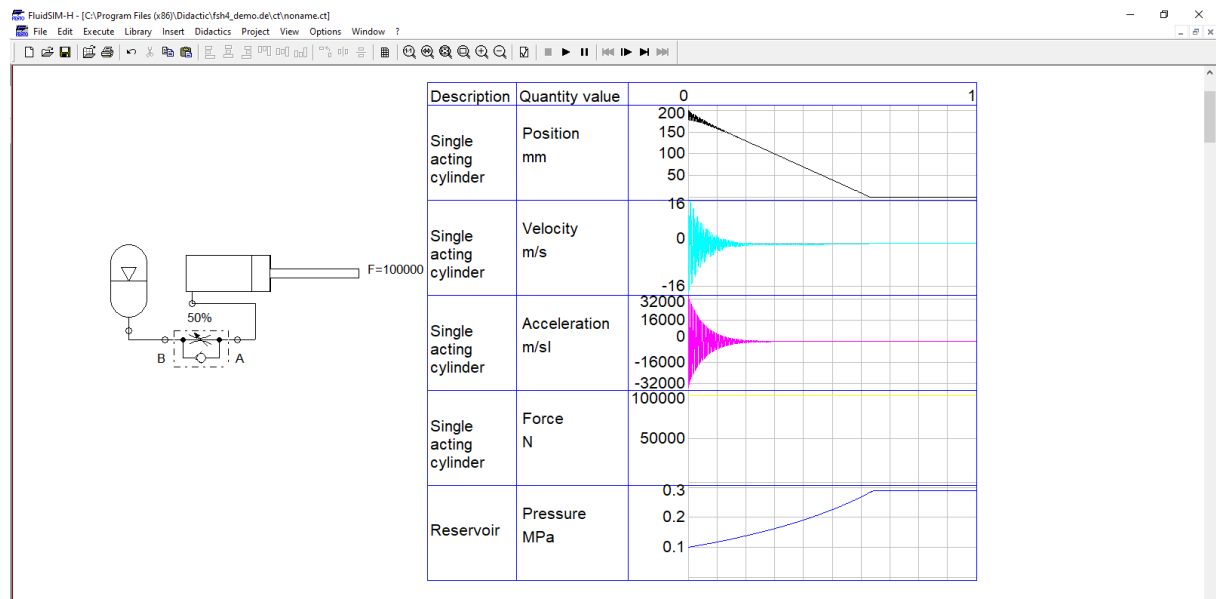 FluidSIM-H - [C:\Program Files (x86)\Didactic\fsh4_demo.de\ct\noname.ct]
File Edit Execute Library Insert Didactics Project View Options Window ?
Description Quantity value 0 1
Single acting cylinder
Position
mm
200
150
100
50
Single acting cylinder
Velocity
m/s
16
0
-16
Single acting cylinder
Acceleration
m/sI
32000
16000
0
-16000
-32000
Single acting cylinder
Force
N
100000
50000
Reservoir
Pressure
MPa
0.3
0.2
0.1
F=100000
50%
B
A